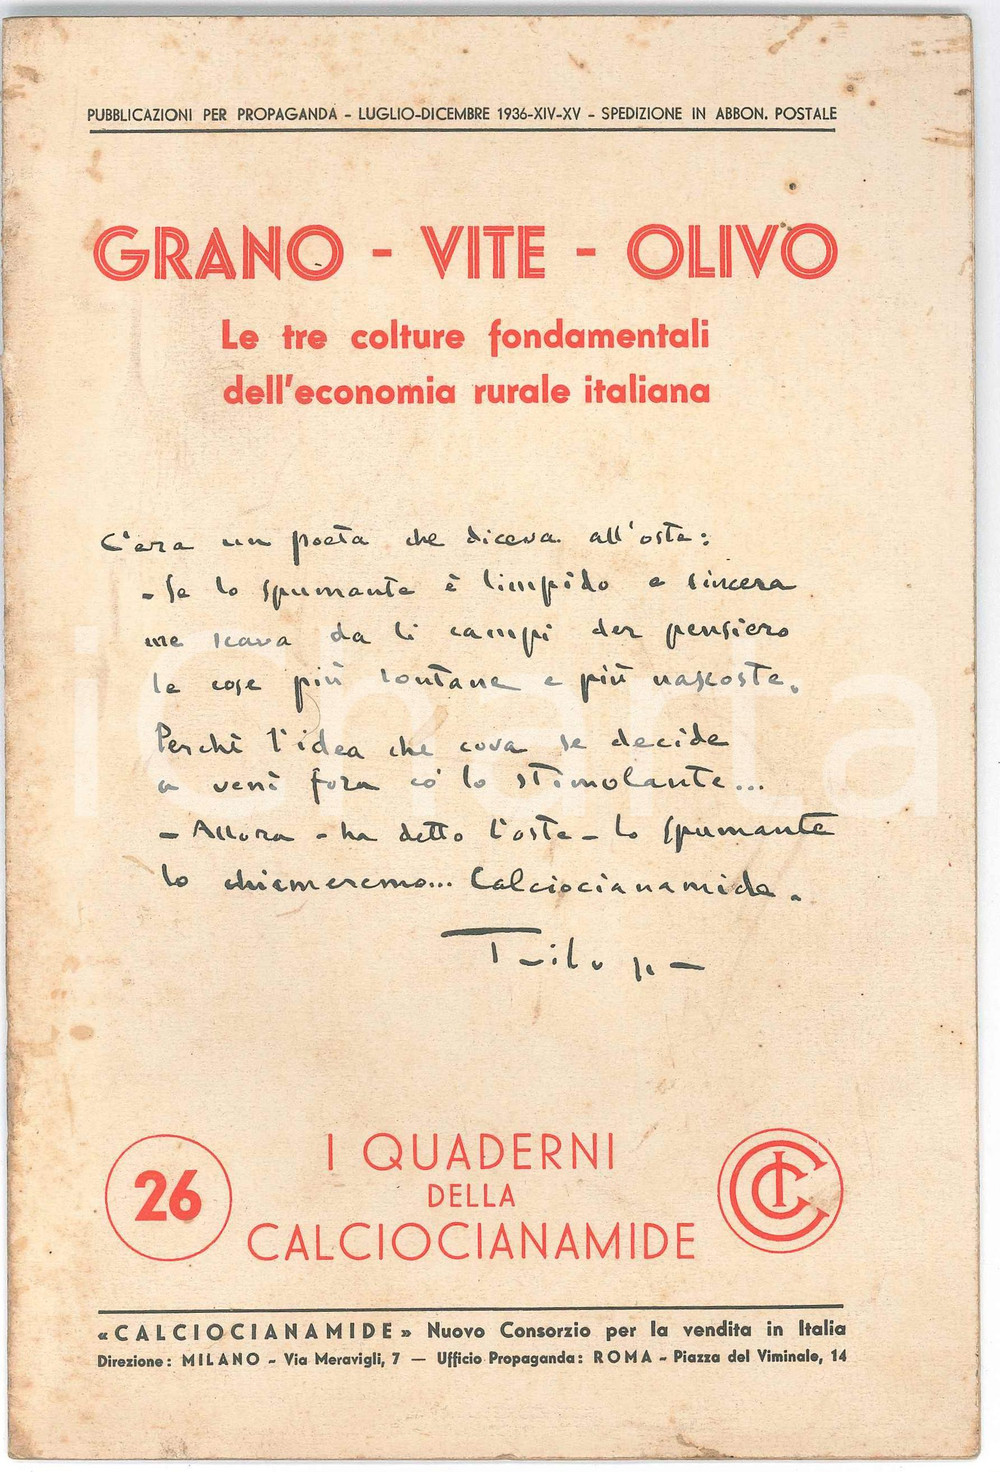 PUBBLICAZIONI PER PROPAGANDA - LUGLIO-DICEMBRE 1936-XIV-XV - SPEDIZIONE IN ABBON. POSTALE
GRANO - VITE - OLIVO
Le tre colture fondamentali
dell'economia rurale italiana
C'era un poeta che diceva all'oste:
- Se lo spumante è limpido e sincero
me scava da li campi der pensiero
le cose più lontane e più nascoste.
Perché l'idea che cova se decide
a venì fora co' lo stimolante...
- Allora - ha detto l'oste - lo spumante
lo chiameremo... Calciocianamide.
Trilussa
26
I QUADERNI
DELLA
CALCIOCIANAMIDE
CIC
«CALCIOCIANAMIDE» Nuovo Consorzio per la vendita in Italia
Direzione: MILANO - Via Meravigli, 7 — Ufficio Propaganda: ROMA - Piazza del Viminale, 14